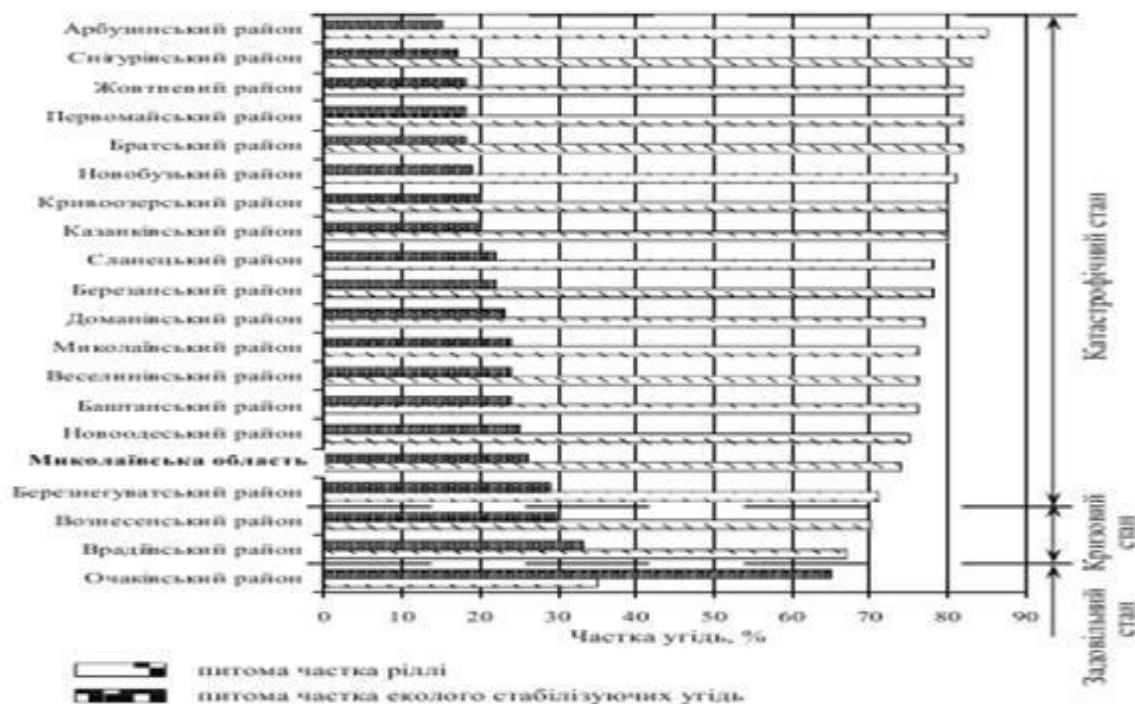 Арбузинський район
Снігурівський район
Жовтневий район
Первомайський район
Братський район
Новобузький район
Кривоозерський район
Казанківський район
Єланецький район
Березанський район
Доманівський район
Миколаївський район
Веселинівський район
Баштанський район
Новоодеський район
Миколаївська область
Березнегуватський район
Вознесенський район
Врадіївський район
Очаківський район
0 10 20 30 40 50 60 70 80 90
Частка угідь, %
питома частка ріллі
питома частка еколого стабілізуючих угідь
Катастрофічний стан
Кризовий стан
Задовільний стан